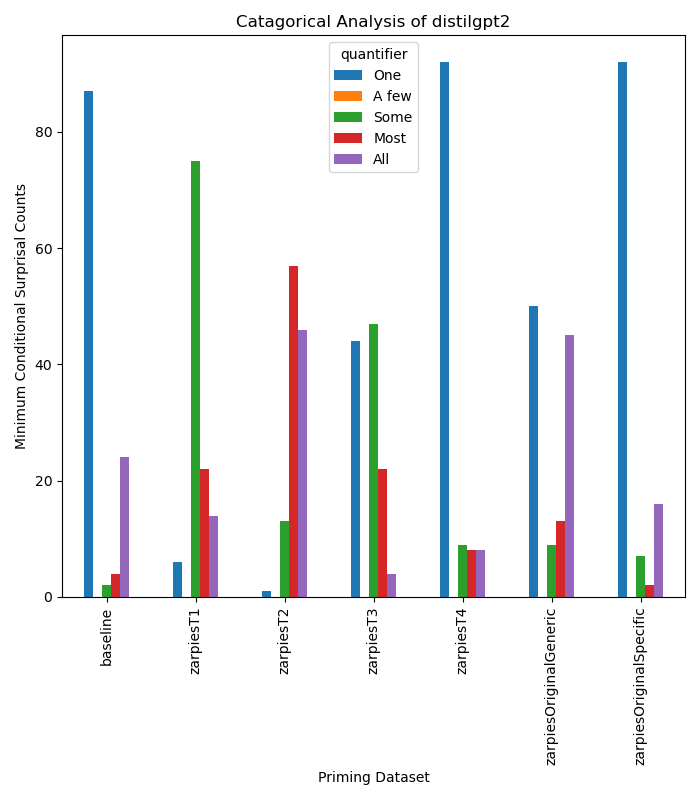 Catagorical Analysis of distilgpt2
quantifier
One
A few
Some
Most
All
Minimum Conditional Surprisal Counts
80
60
40
20
0
baseline
zarpiesT1
zarpiesT2
zarpiesT3
zarpiesT4
zarpiesOriginalGeneric
zarpiesOriginalSpecific
Priming Dataset